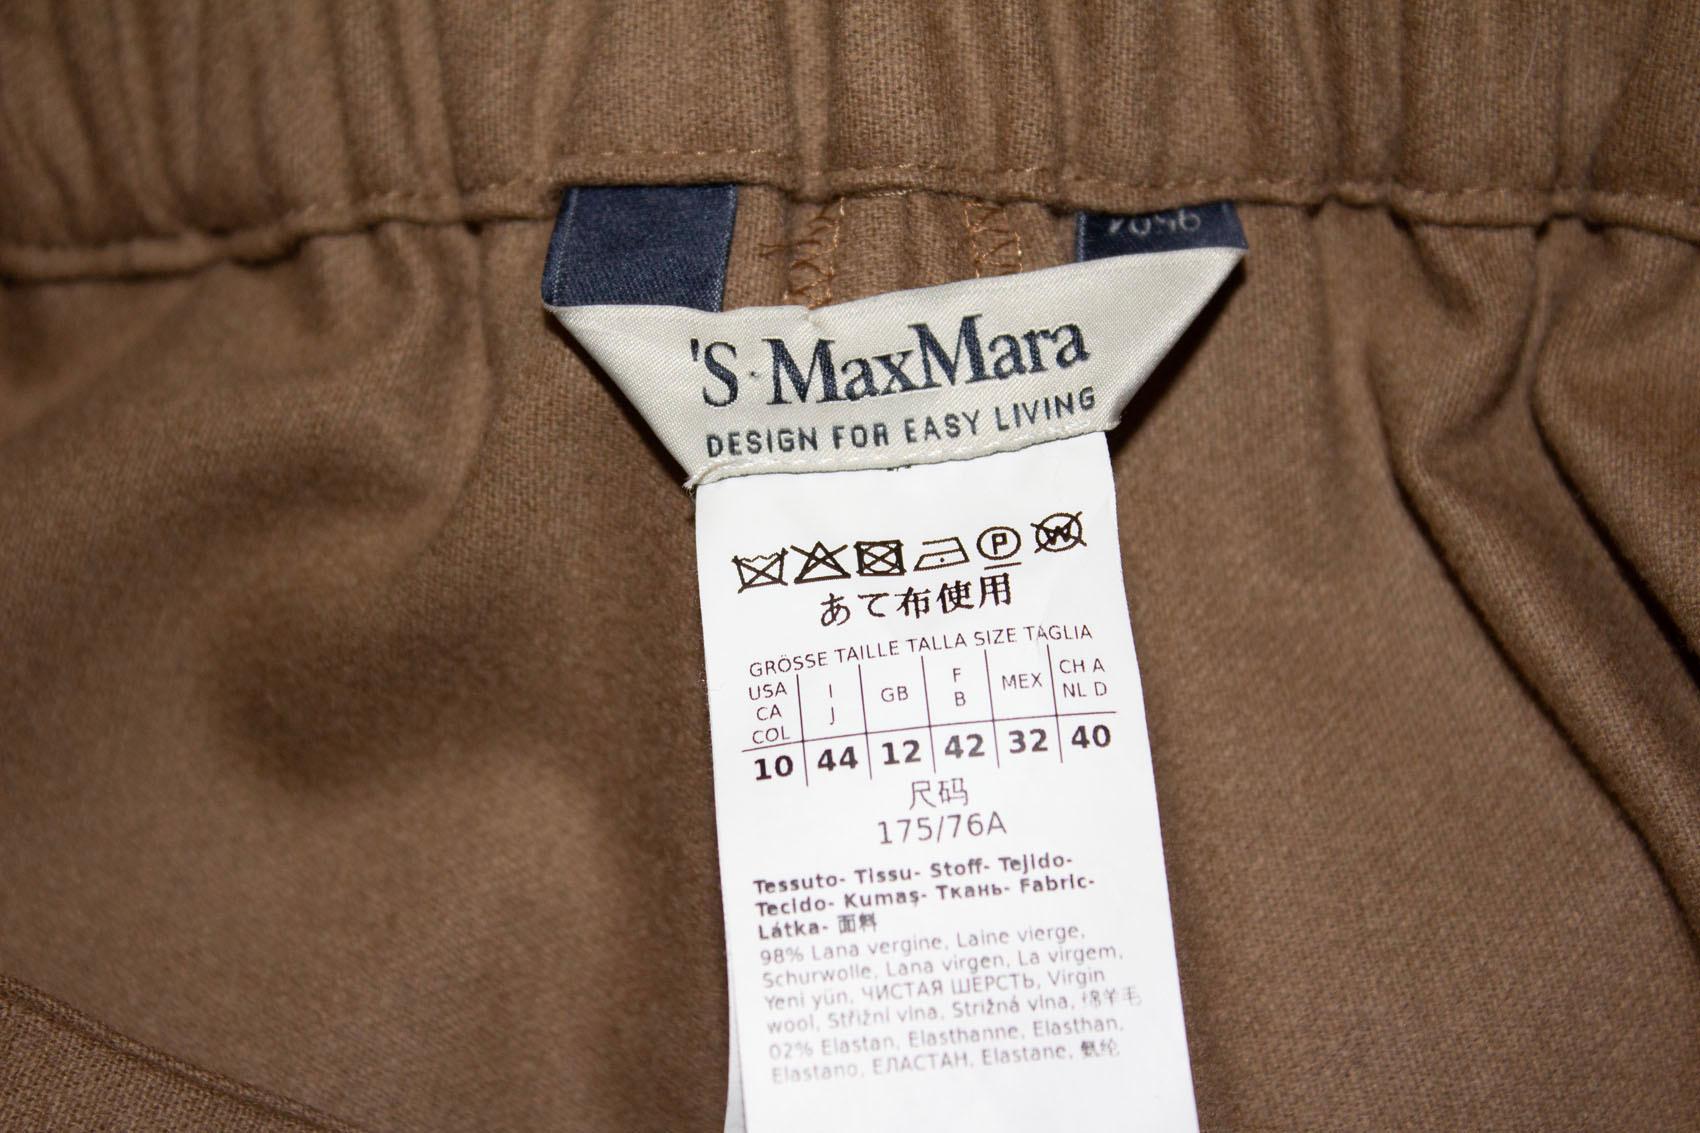 'S·MaxMara
DESIGN FOR EASY LIVING
P W
あて布使用
GRÖSSE TAILLE TALLA SIZE TAGLIA
USA CA COL | I J | GB | F B | MEX | CH A NL D
10 | 44 | 12 | 42 | 32 | 40
尺码
175/76A
Tessuto- Tissu- Stoff- Tejido-
Tecido- Kumaş- Ткань- Fabric-
Látka- 面料
98% Lana vergine, Laine vierge,
Schurwolle, Lana virgen, La virgem,
Yeni yün, ЧИСТАЯ ШЕРСТЬ, Virgin
wool, Střižní vlna, Strižná vlna, 绵羊毛
02% Elastan, Elasthanne, Elasthan,
Elastano, ЕЛАСТАН, Elastane, 氨纶